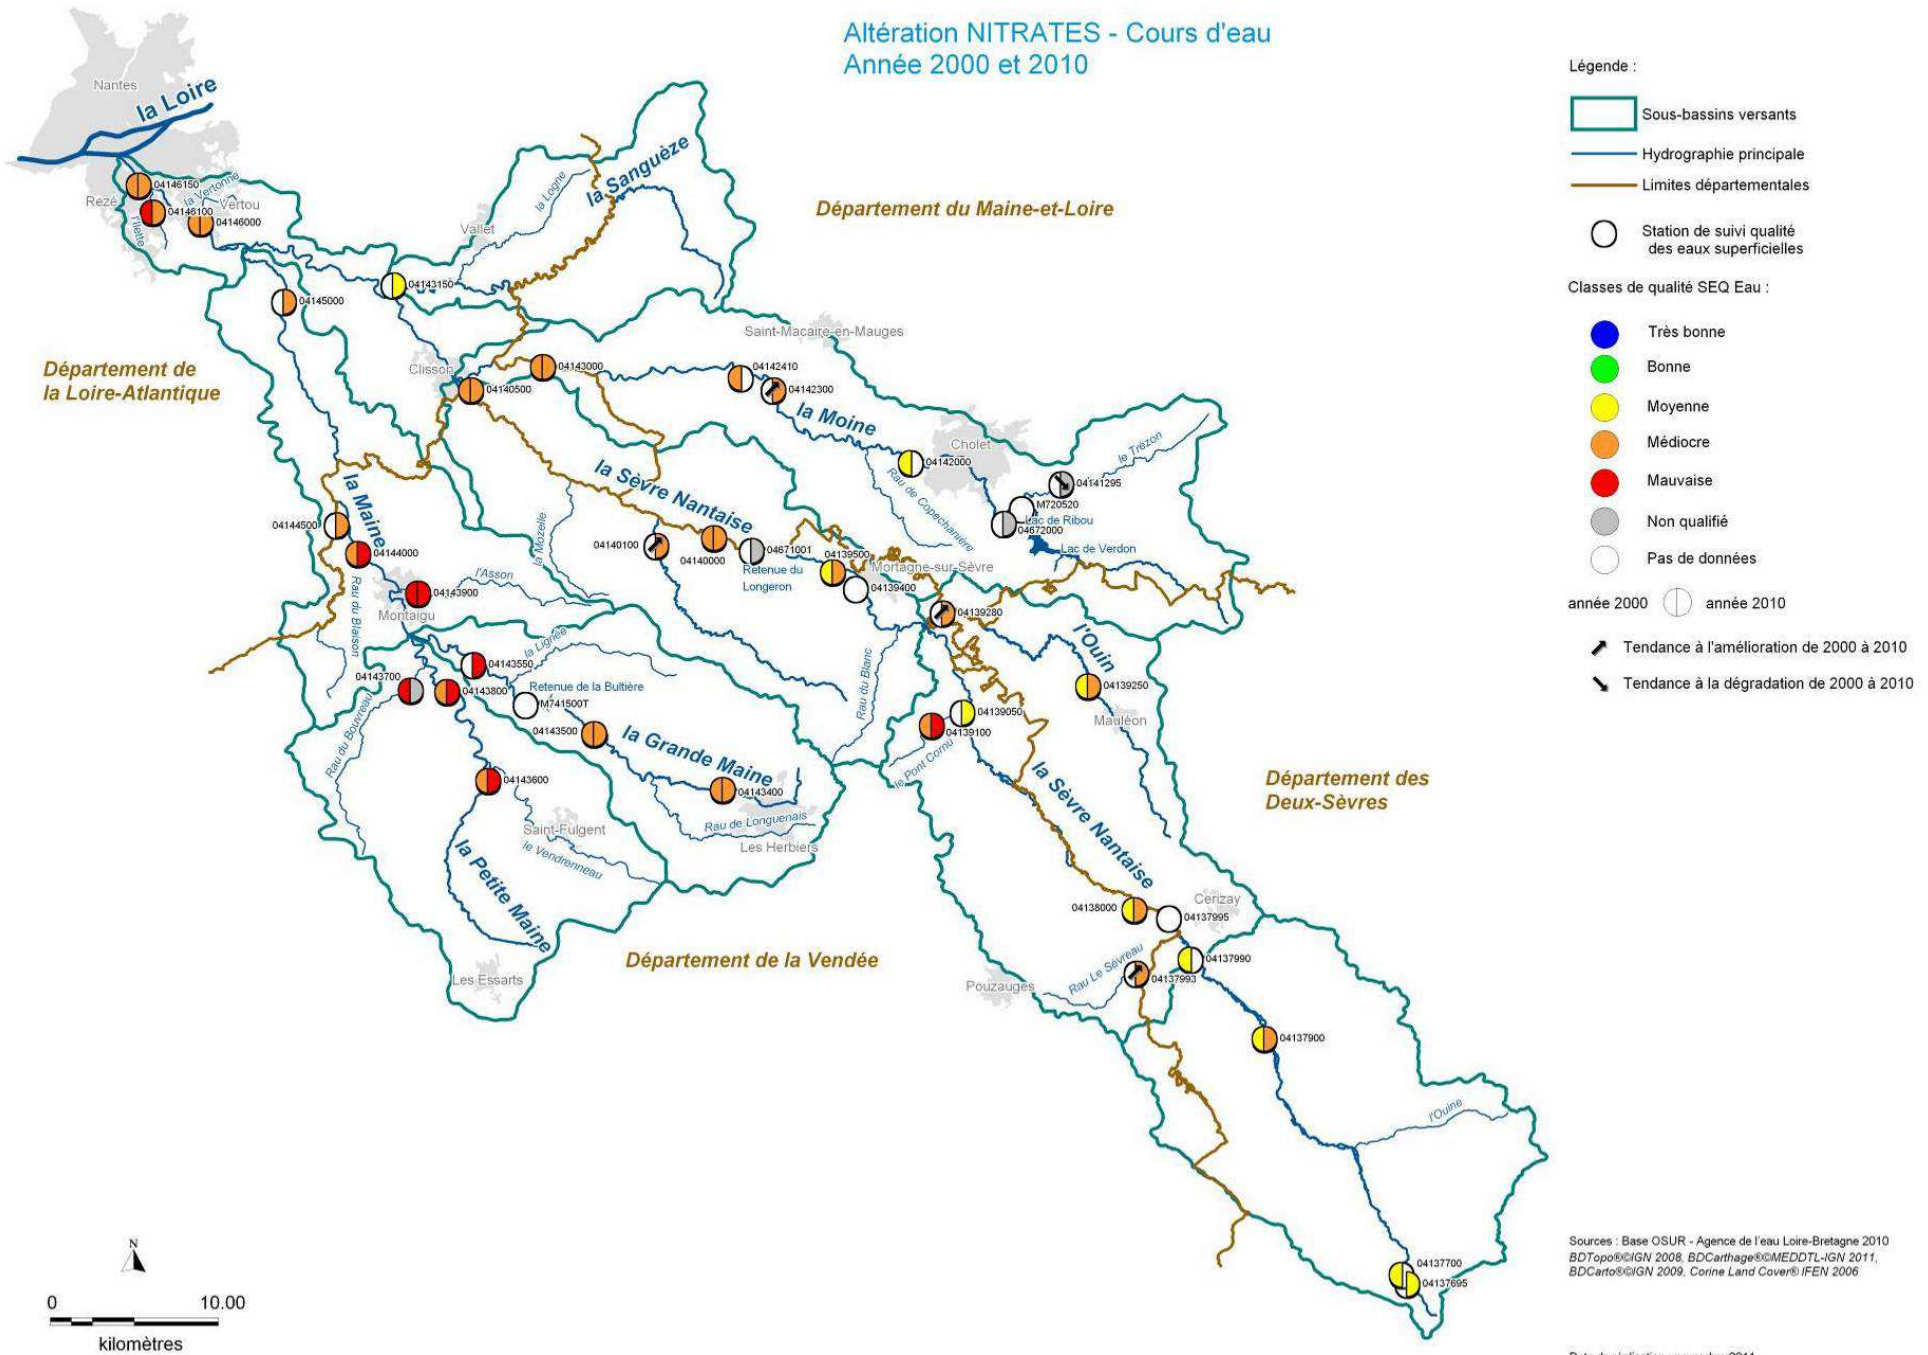 Altération NITRATES - Cours d'eau
Année 2000 et 2010
Légende :
Sous-bassins versants
Hydrographie principale
Limites départementales
Station de suivi qualité
des eaux superficielles
Classes de qualité SEQ Eau :
Très bonne
Bonne
Moyenne
Médiocre
Mauvaise
Non qualifié
Pas de données
année 2000
année 2010
Tendance à l'amélioration de 2000 à 2010
Tendance à la dégradation de 2000 à 2010
Nantes
la Loire
04146150
la Vertonne
Rezé
Vertou
04146100
04146000
l'Ilette
la Logne
la Sanguèze
Vallet
Département du Maine-et-Loire
04143150
04145000
Saint-Macaire-en-Mauges
Département de
la Loire-Atlantique
Clisson
04143000
04142410
04140500
04142300
la Moine
Cholet
le Trézon
04142000
la Sèvre Nantaise
Rau de Copechanière
04141295
M720520
Lac de Ribou
04672000
Lac de Verdon
la Maine
04144500
04144000
la Mozelle
04140100
04140000
04671001
Retenue du
Longeron
04139500
Mortagne-sur-Sèvre
04139400
l'Asson
04143900
Montaigu
Rau du Blaison
04139280
l'Ouin
la Lignée
04143550
04143700
04143800
Retenue de la Bultière
M741500T
Rau du Blanc
04139250
Mauléon
04139050
04139100
le Pont Cornu
04143500
la Grande Maine
Rau du Bouvreau
04143600
04143400
Rau de Longuenais
Les Herbiers
Saint-Fulgent
le Vendrenneau
la Petite Maine
la Sèvre Nantaise
Département des
Deux-Sèvres
Cerizay
04138000
04137995
Département de la Vendée
Les Essarts
04137990
Rau Le Sévreau
04137993
Pouzauges
04137900
l'Ouine
04137700
04137695
N
0
10.00
kilomètres
Sources : Base OSUR - Agence de l'eau Loire-Bretagne 2010
BDTopo®©IGN 2008, BDCarthage®©MEDDTL-IGN 2011,
BDCarto®©IGN 2009, Corine Land Cover® IFEN 2006